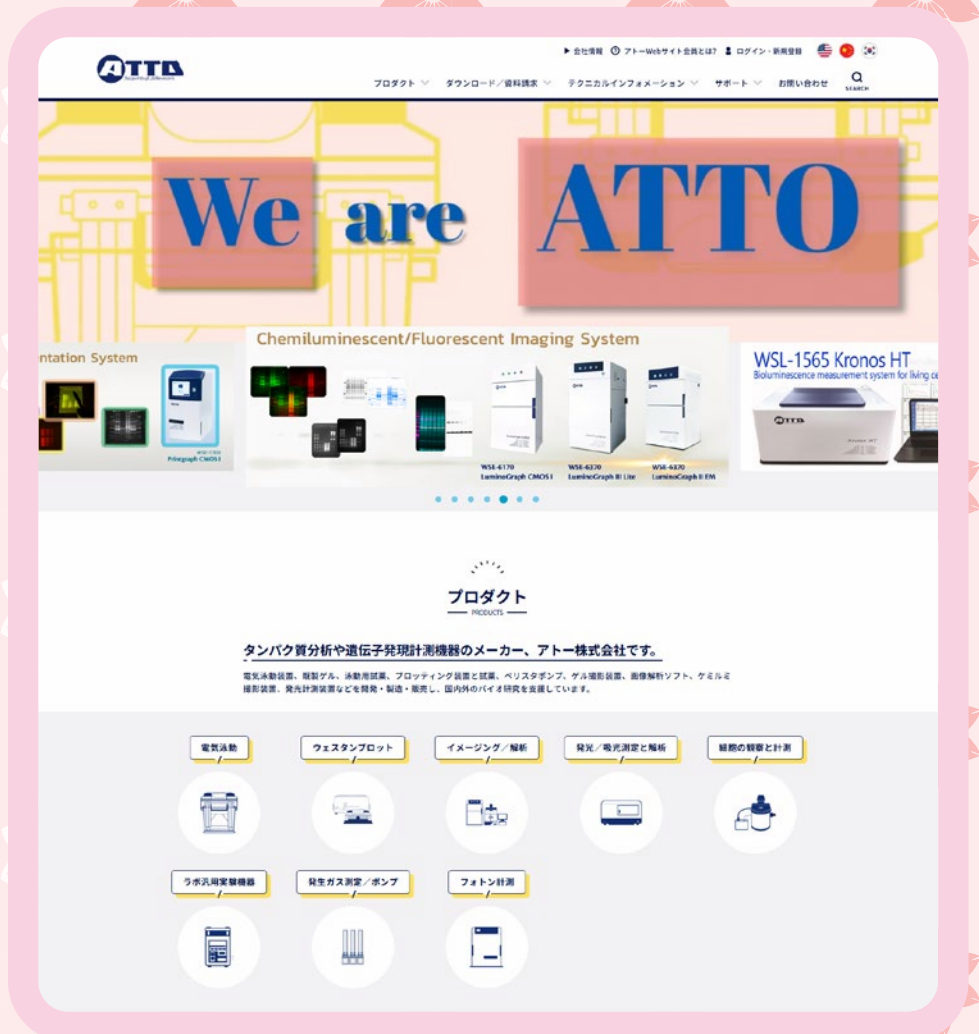 ATTO
▶ 会社情報 アトーWebサイト会員とは? ログイン・新規登録
プロダクト ダウンロード/資料請求 テクニカルインフォメーション サポート お問い合わせ
SEARCH
We are ATTO
ntation System
WSE-5300
Printgraph CMOS I
Chemiluminescent/Fluorescent Imaging System
WSE-6170
LuminoGraph CMOS I
WSE-6370
LuminoGraph III Lite
WSE-6370
LuminoGraph II EM
WSL-1565 Kronos HT
Bioluminescence measurement system for living ce
ATTO
Kronos HT
プロダクト
PRODUCTS
タンパク質分析や遺伝子発現計測機器のメーカー、アトー株式会社です。
電気泳動装置、既製ゲル、泳動用試薬、ブロッティング装置と試薬、ペリスタポンプ、ゲル撮影装置、画像解析ソフト、ケミルミ
撮影装置、発光計測装置などを開発・製造・販売し、国内外のバイオ研究を支援しています。
電気泳動
ウェスタンブロット
イメージング/解析
発光/吸光測定と解析
細胞の観察と計測
ラボ汎用実験機器
発生ガス測定/ポンプ
フォトン計測